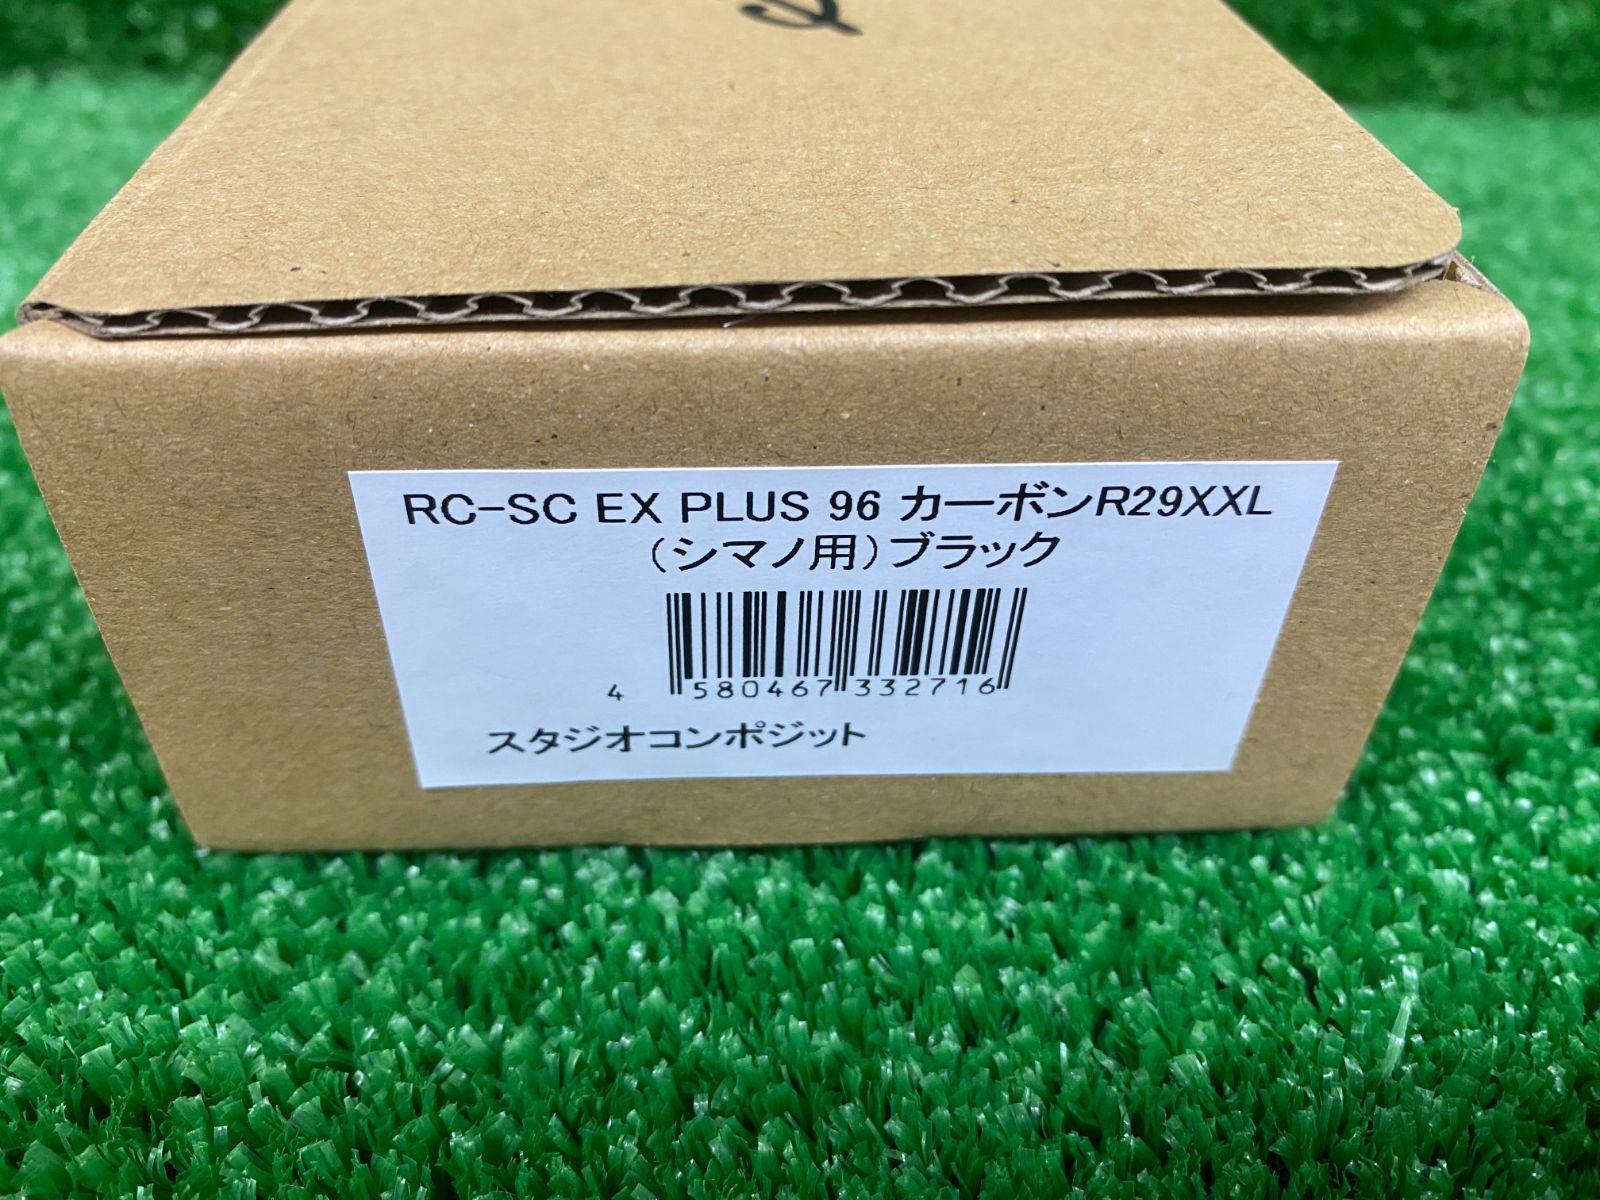 RC-SC EX PLUS 96 カーボンR29XXL
(シマノ用)ブラック
4 580467 332716
スタジオコンポジット